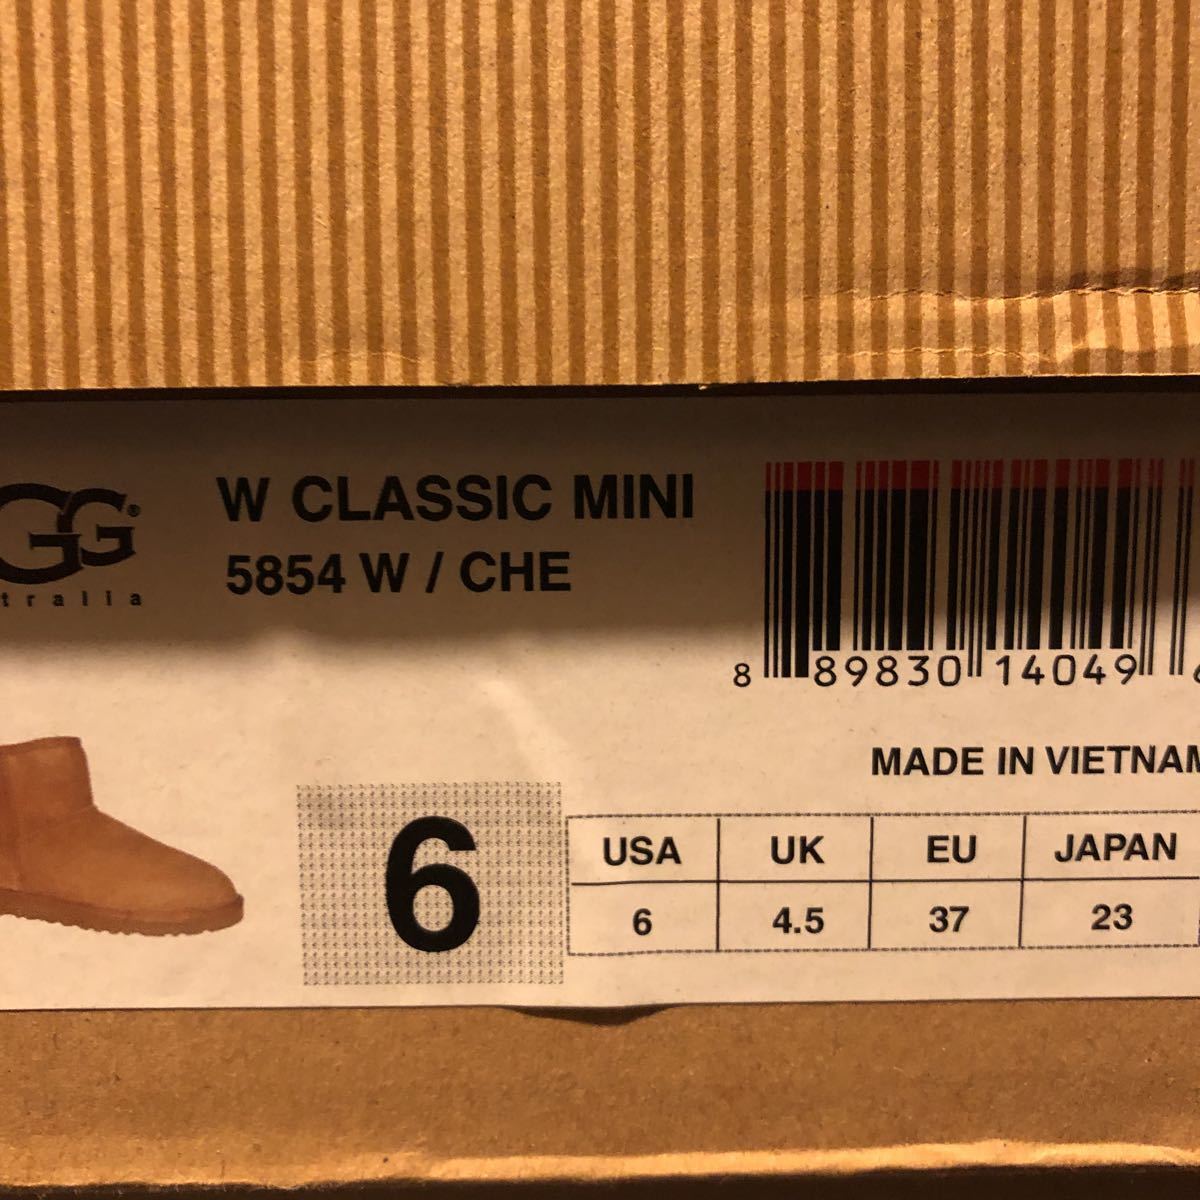 GG®
tralia
W CLASSIC MINI
5854 W / CHE
8 89830 14049
MADE IN VIETNAM
6
USA UK EU JAPAN
6 4.5 37 23